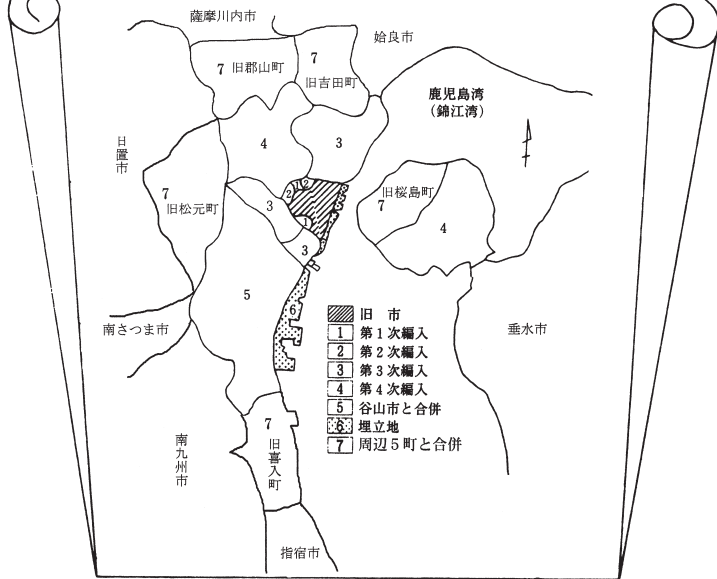 薩摩川内市
姶良市
7 旧郡山町
7
旧吉田町
鹿児島湾
(錦江湾)
日置市
4
3
7
旧松元町
3
2
1
2
1
3
旧桜島町
7
4
5
6
南さつま市
垂水市
旧 市
1 第1次編入
2 第2次編入
3 第3次編入
4 第4次編入
5 谷山市と合併
6 埋立地
7 周辺5町と合併
7
旧喜入町
南九州市
指宿市